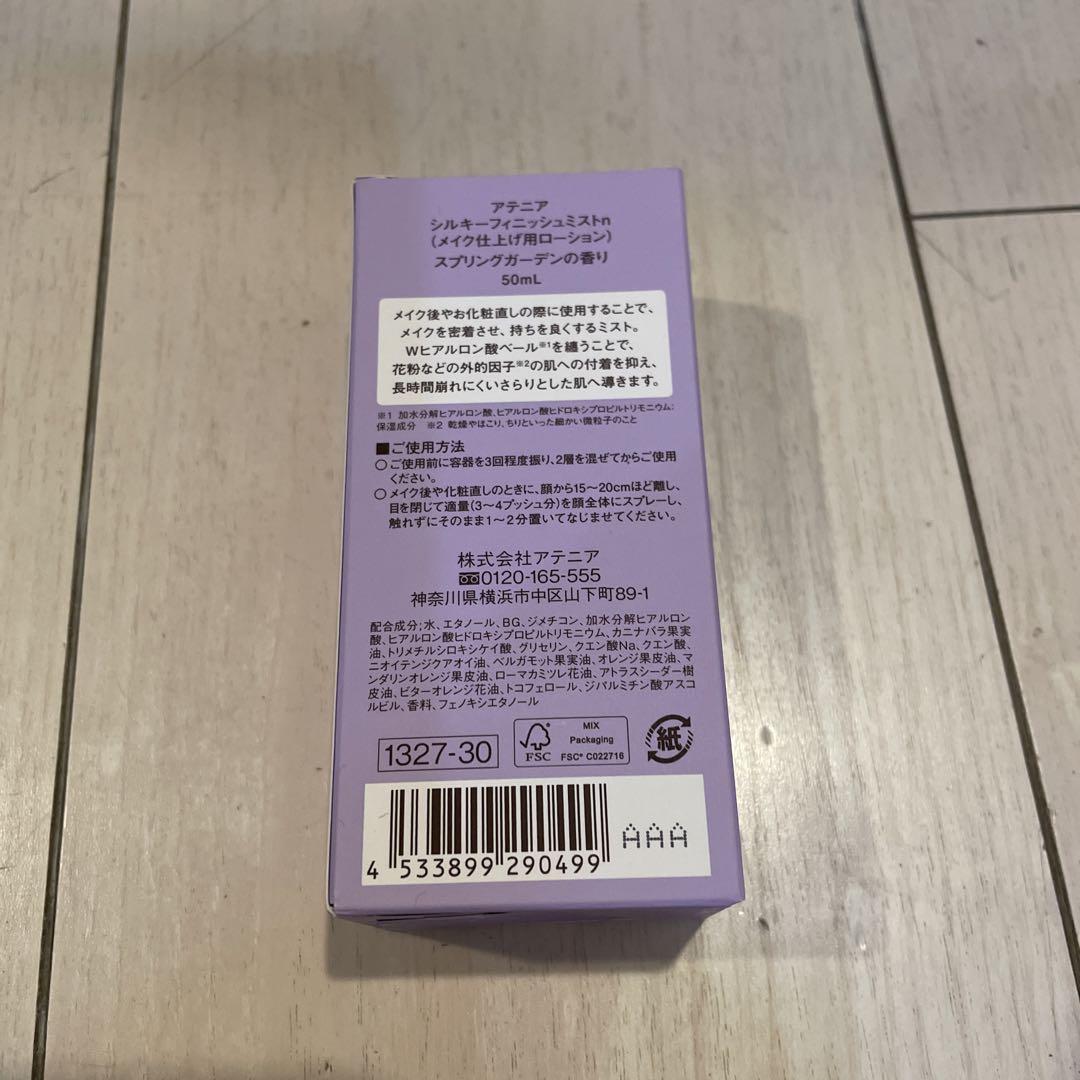 アテニア
シルキーフィニッシュミストn
(メイク仕上げ用ローション)
スプリングガーデンの香り
50mL
メイク後やお化粧直しの際に使用することで、
メイクを密着させ、持ちを良くするミスト。
Wヒアルロン酸ベール※1を纏うことで、
花粉などの外的因子※2の肌への付着を抑え、
長時間崩れにくいさらりとした肌へ導きます。
※1 加水分解ヒアルロン酸、ヒアルロン酸ヒドロキシプロピルトリモニウム:
保湿成分 ※2 乾燥やほこり、ちりといった細かい微粒子のこと
■ご使用方法
○ご使用前に容器を3回程度振り、2層を混ぜてからご使用
ください。
○メイク後や化粧直しのときに、顔から15〜20cmほど離し、
目を閉じて適量(3〜4プッシュ分)を顔全体にスプレーし、
触れずにそのまま1〜2分置いてなじませてください。
株式会社アテニア
0120-165-555
神奈川県横浜市中区山下町89-1
配合成分;水、エタノール、BG、ジメチコン、加水分解ヒアルロン
酸、ヒアルロン酸ヒドロキシプロピルトリモニウム、カニナバラ果実
油、トリメチルシロキシケイ酸、グリセリン、クエン酸Na、クエン酸、
ニオイテンジクアオイ油、ベルガモット果実油、オレンジ果皮油、マ
ンダリンオレンジ果皮油、ローマカミツレ花油、アトラスシーダー樹
皮油、ビターオレンジ花油、トコフェロール、ジパルミチン酸アスコ
ルビル、香料、フェノキシエタノール
1327-30
FSC
MIX
Packaging
FSC® C022716
紙
4 533899 290499
AAA